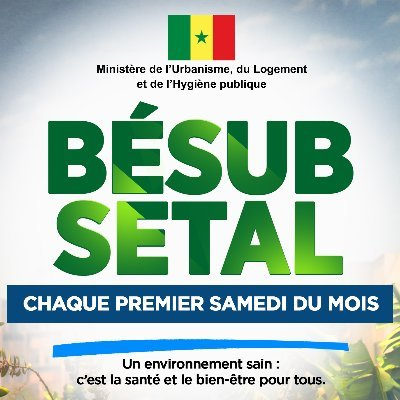 Ministère de l'Urbanisme, du Logement
et de l'Hygiène publique
BÉSUB
SETAL
CHAQUE PREMIER SAMEDI DU MOIS
Un environnement sain :
c'est la santé et le bien-être pour tous.